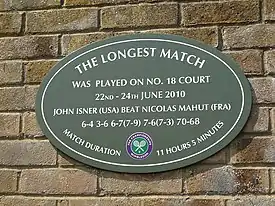 THE LONGEST MATCH
WAS PLAYED ON NO. 18 COURT
22ND - 24TH JUNE 2010
JOHN ISNER (USA) BEAT NICOLAS MAHUT (FRA)
6-4 3-6 6-7(7-9) 7-6(7-3) 70-68
MATCH DURATION 11 HOURS 5 MINUTES